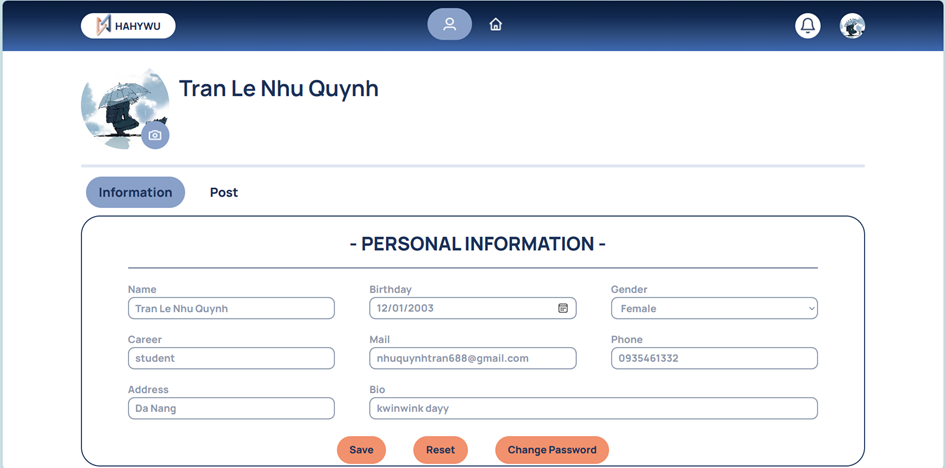 HAHYWU
Tran Le Nhu Quynh
Information Post
- PERSONAL INFORMATION -
Name Birthday Gender
Tran Le Nhu Quynh 12/01/2003 Female
Career Mail Phone
student nhuquynhtran688@gmail.com 0935461332
Address Bio
Da Nang kwinwink dayy
Save Reset Change Password